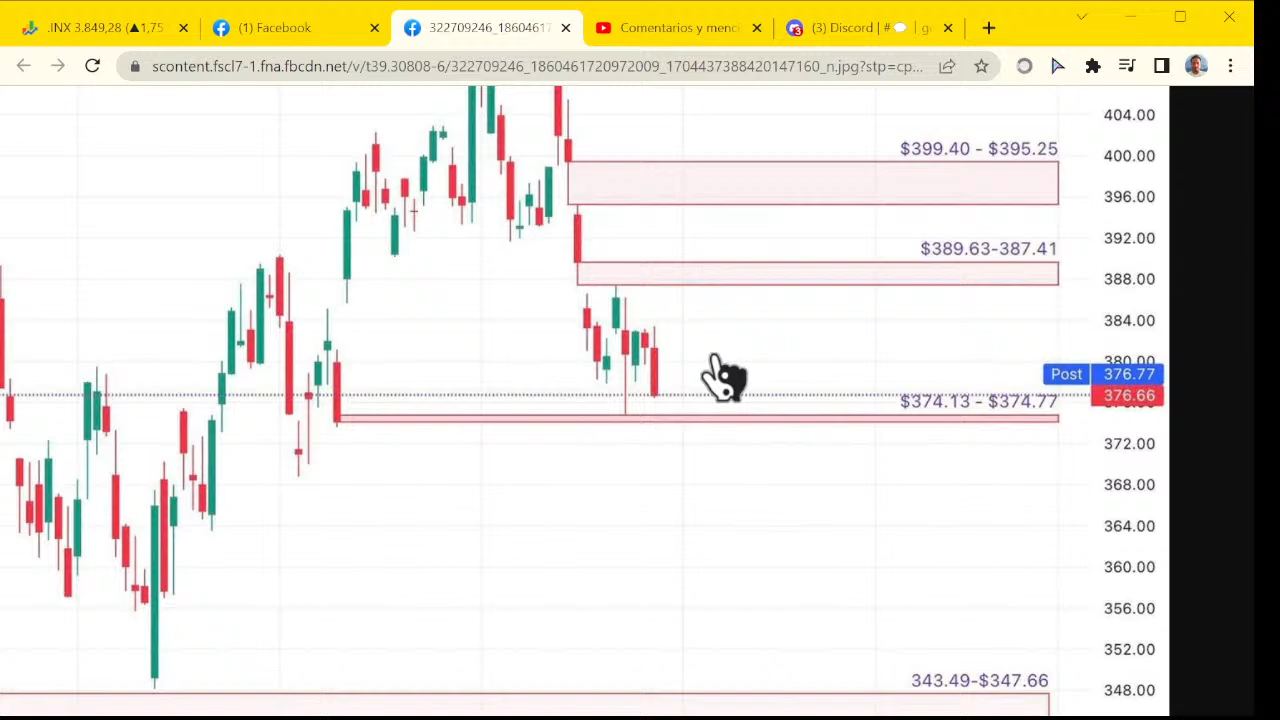 .INX 3.849,28 (▲1,75
(1) Facebook
322709246_18604617
Comentarios y menci
(3) Discord | #💬 | g
scontent.fscl7-1.fna.fbcdn.net/v/t39.30808-6/322709246_1860461720972009_1704437388420147160_n.jpg?stp=cp...
404.00
$399.40 - $395.25
400.00
396.00
392.00
$389.63-387.41
388.00
384.00
380.00
Post 376.77
376.66
$374.13 - $374.77
372.00
368.00
364.00
360.00
356.00
352.00
343.49-$347.66
348.00